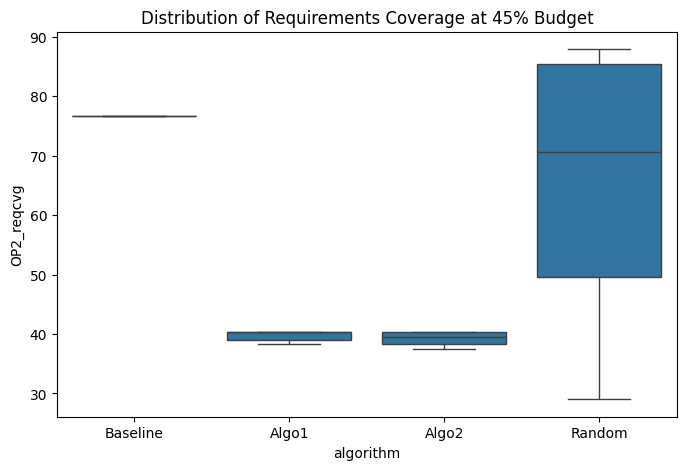 Distribution of Requirements Coverage at 45% Budget
90
80
70
60
50
40
30
OP2_reqcvg
Baseline
Algo1
Algo2
Random
algorithm